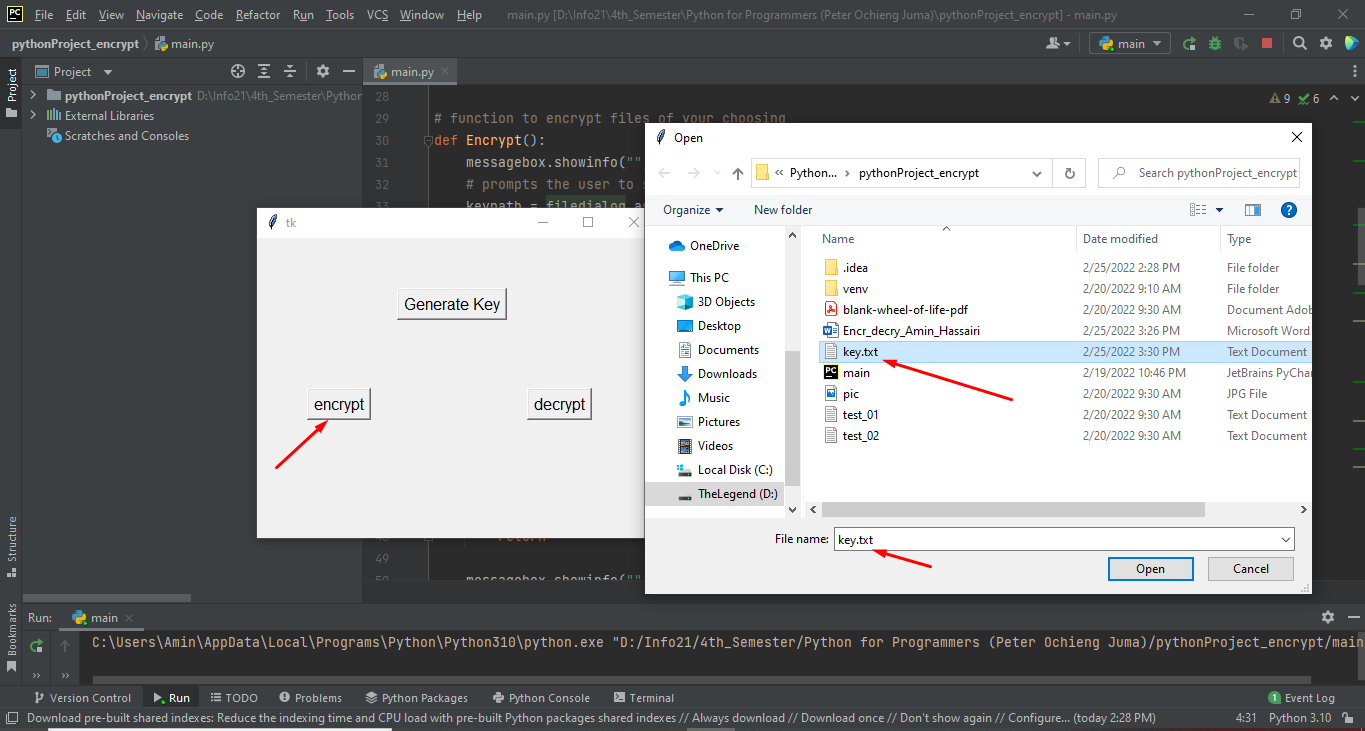 PC File Edit View Navigate Code Refactor Run Tools VCS Window Help main.py [D:\Info21\4th_Semester\Python for Programmers (Peter Ochieng Juma)\pythonProject_encrypt] - main.py
pythonProject_encrypt main.py main
Project main.py
pythonProject_encrypt D:\Info21\4th_Semester\Python
External Libraries
Scratches and Consoles
Project
Structure
Bookmarks
28 9 6
29 # function to encrypt files of your choosing
30 def Encrypt():
31 messagebox.showinfo(""
32 # prompts the user to s
33 keypath = filedialog.as
return
49
messagebox.showinfo(""
tk
Generate Key
encrypt decrypt
Open
« Python... pythonProject_encrypt Search pythonProject_encrypt
Organize New folder
OneDrive
This PC
3D Objects
Desktop
Documents
Downloads
Music
Pictures
Videos
Local Disk (C:)
TheLegend (D:)
Name Date modified Type
.idea 2/25/2022 2:28 PM File folder
venv 2/20/2022 9:10 AM File folder
blank-wheel-of-life-pdf 2/20/2022 9:30 AM Document Adob
Encr_decry_Amin_Hassairi 2/25/2022 3:26 PM Microsoft Word
key.txt 2/25/2022 3:30 PM Text Document
PC main 2/19/2022 10:46 PM JetBrains PyChar
pic 2/20/2022 9:30 AM JPG File
test_01 2/20/2022 9:30 AM Text Document
test_02 2/20/2022 9:30 AM Text Document
File name: key.txt
Open Cancel
Run: main
C:\Users\Amin\AppData\Local\Programs\Python\Python310\python.exe "D:/Info21/4th_Semester/Python for Programmers (Peter Ochieng Juma)/pythonProject_encrypt/main
Version Control Run TODO Problems Python Packages Python Console Terminal 1 Event Log
Download pre-built shared indexes: Reduce the indexing time and CPU load with pre-built Python packages shared indexes // Always download // Download once // Don't show again // Configure... (today 2:28 PM) 4:31 Python 3.10